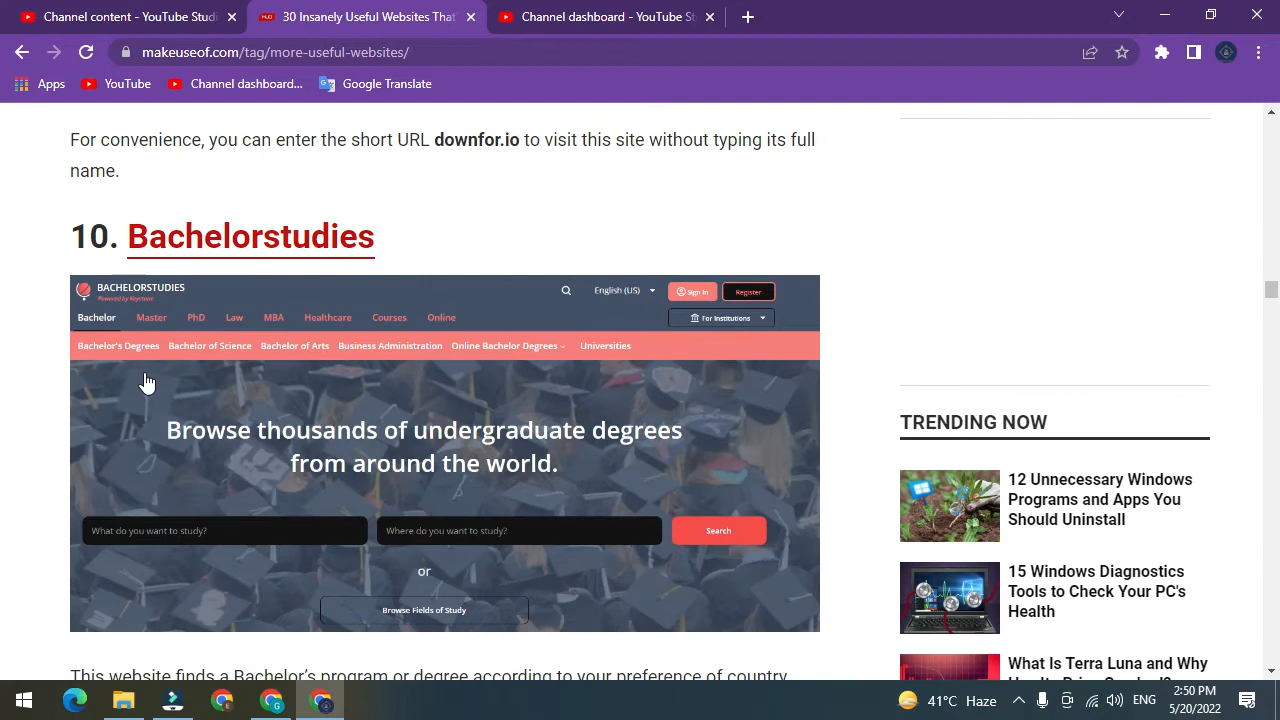 Channel content - YouTube Studi
30 Insanely Useful Websites That
Channel dashboard - YouTube St
makeuseof.com/tag/more-useful-websites/
Apps
YouTube
Channel dashboard...
Google Translate
For convenience, you can enter the short URL downfor.io to visit this site without typing its full
name.
10. Bachelorstudies
BACHELORSTUDIES
Powered by Keystone
English (US)
Sign In
Register
Bachelor Master PhD Law MBA Healthcare Courses Online
For Institutions
Bachelor's Degrees Bachelor of Science Bachelor of Arts Business Administration Online Bachelor Degrees Universities
Browse thousands of undergraduate degrees
from around the world.
What do you want to study?
Where do you want to study?
Search
or
Browse Fields of Study
This website finds a Bachelor's program or degree according to your preference of country,
TRENDING NOW
12 Unnecessary Windows
Programs and Apps You
Should Uninstall
15 Windows Diagnostics
Tools to Check Your PC's
Health
What Is Terra Luna and Why
41°C Haze
ENG
2:50 PM
5/20/2022